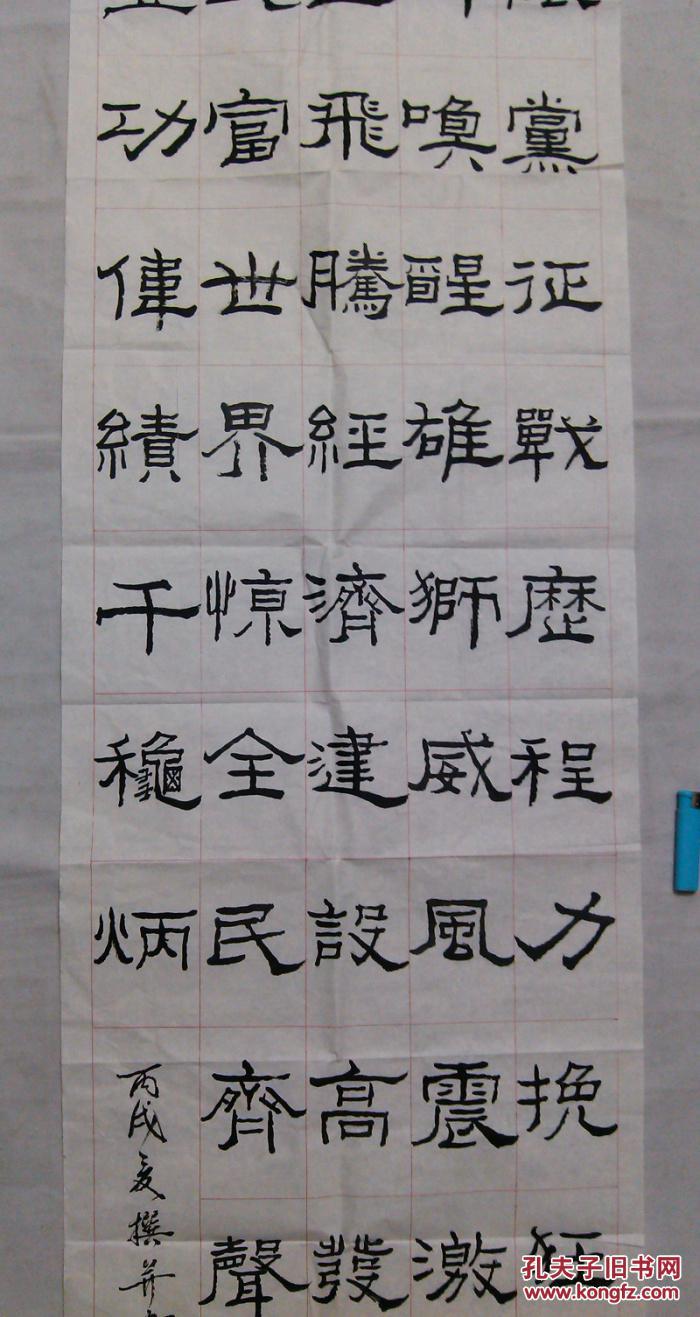 黨征戰歷程力挽狂
喚醒雄獅威風震激
飛騰經濟建設高發
富世界惊全民齊聲
功偉績千龝炳
丙戌夏撰并
孔夫子旧书网
www.kongfz.com